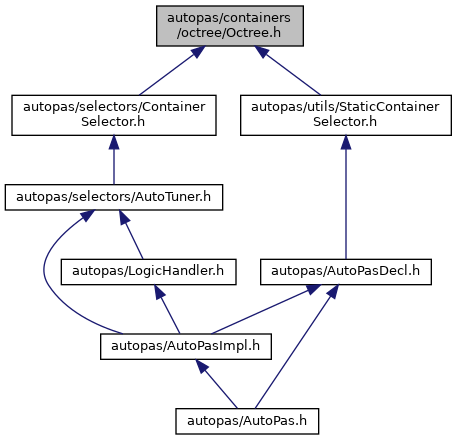 autopas/containers
/octree/Octree.h
autopas/selectors/Container
Selector.h
autopas/utils/StaticContainer
Selector.h
autopas/selectors/AutoTuner.h
autopas/LogicHandler.h
autopas/AutoPasDecl.h
autopas/AutoPasImpl.h
autopas/AutoPas.h